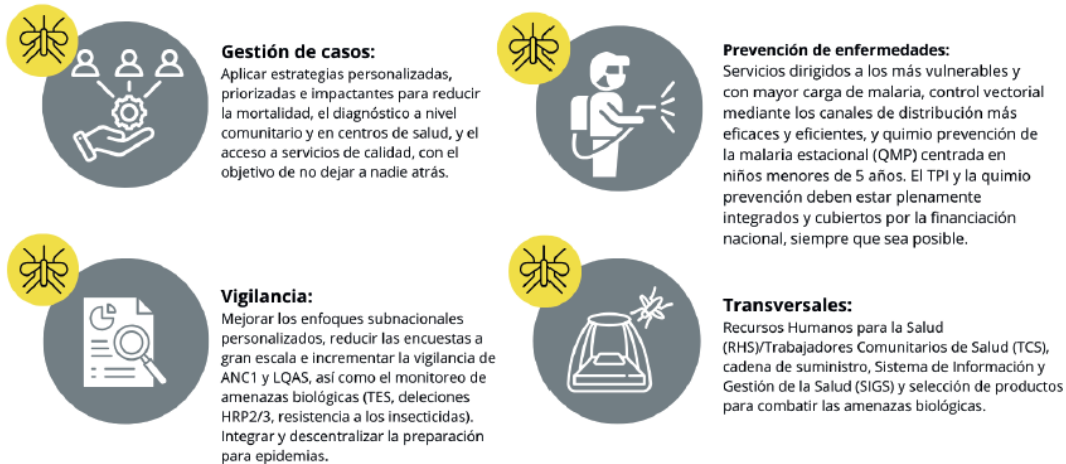 Gestión de casos:
Aplicar estrategias personalizadas,
priorizadas e impactantes para reducir
la mortalidad, el diagnóstico a nivel
comunitario y en centros de salud, y el
acceso a servicios de calidad, con el
objetivo de no dejar a nadie atrás.
Prevención de enfermedades:
Servicios dirigidos a los más vulnerables y
con mayor carga de malaria, control vectorial
mediante los canales de distribución más
eficaces y eficientes, y quimio prevención de
la malaria estacional (QMP) centrada en
niños menores de 5 años. El TPI y la quimio
prevención deben estar plenamente
integrados y cubiertos por la financiación
nacional, siempre que sea posible.
Vigilancia:
Mejorar los enfoques subnacionales
personalizados, reducir las encuestas a
gran escala e incrementar la vigilancia de
ANC1 y LQAS, así como el monitoreo de
amenazas biológicas (TES, deleciones
HRP2/3, resistencia a los insecticidas).
Integrar y descentralizar la preparación
para epidemias.
Transversales:
Recursos Humanos para la Salud
(RHS)/Trabajadores Comunitarios de Salud (TCS),
cadena de suministro, Sistema de Información y
Gestión de la Salud (SIGS) y selección de productos
para combatir las amenazas biológicas.